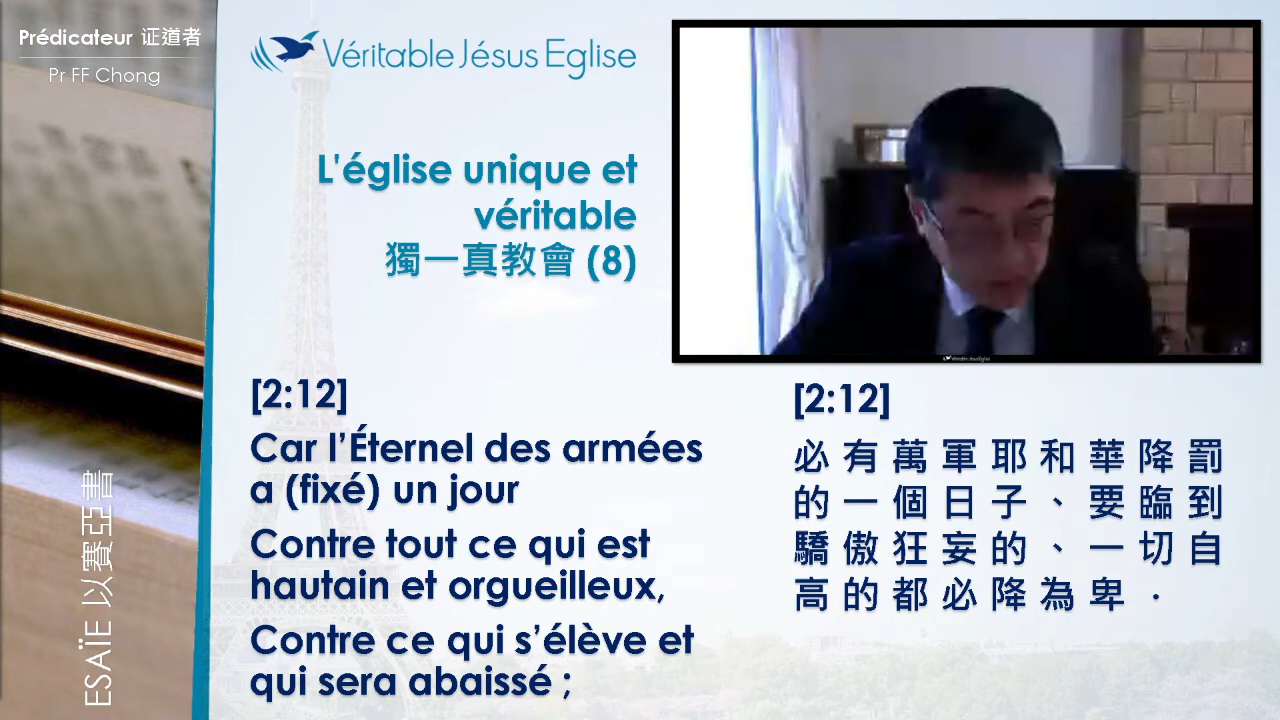 Prédicateur 证道者
Pr FF Chong
Véritable Jésus Eglise
L'église unique et
véritable
獨一真教會 (8)
[2:12]
Car l’Éternel des armées
a (fixé) un jour
Contre tout ce qui est
hautain et orgueilleux,
Contre ce qui s’élève et
qui sera abaissé ;
[2:12]
必有萬軍耶和華降罰
的一個日子、要臨到
驕傲狂妄的、一切自
高的都必降為卑．
ESAÏE 以賽亞書